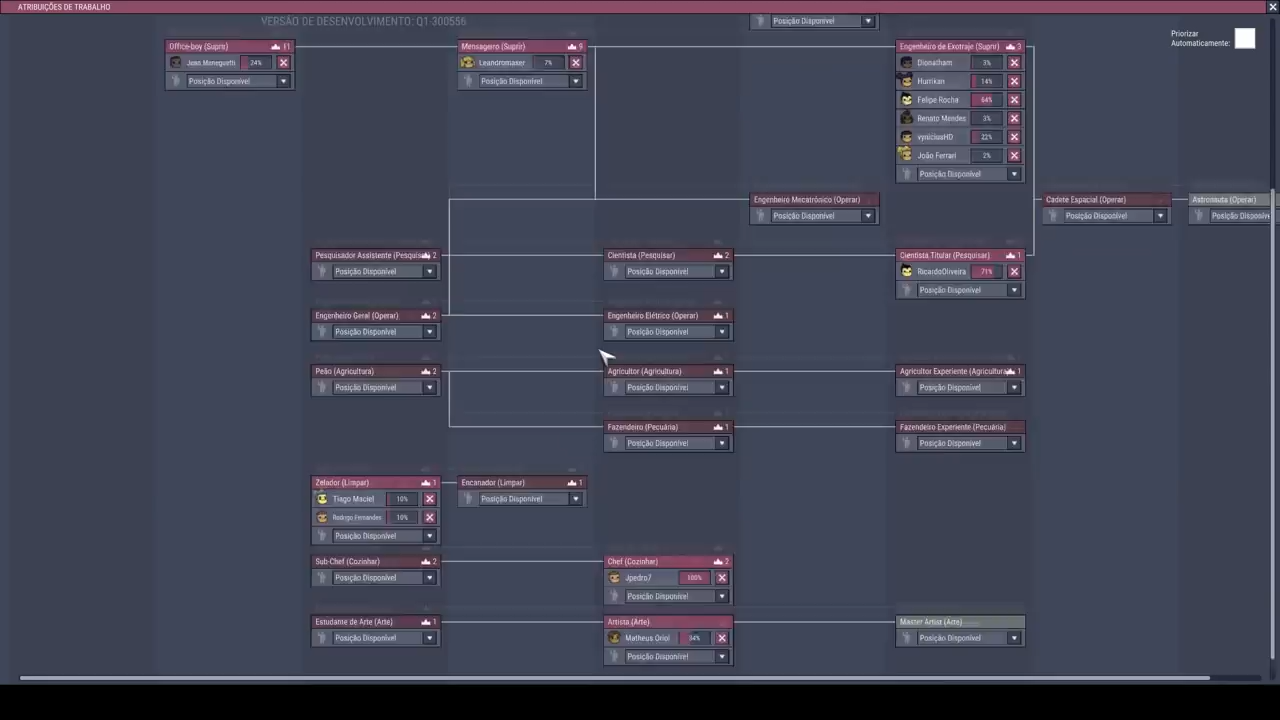 ATRIBUIÇÕES DE TRABALHO
VERSÃO DE DESENVOLVIMENTO: Q1-300556
Posição Disponível
Priorizar
Automaticamente:
Office-boy (Suprir) 11
Jean Meneguetti 24%
Posição Disponível
Mensageiro (Suprir) 9
Leandromaxer 7%
Posição Disponível
Engenheiro de Exotraje (Suprir) 3
Dionatham 3%
Hurrikan 14%
Felipe Rocha 64%
Renato Mendes 3%
vyniciusHD 22%
João Ferrari 2%
Posição Disponível
Engenheiro Mecatrônico (Operar)
Posição Disponível
Cadete Espacial (Operar)
Posição Disponível
Astronauta (Operar)
Posição Disponíve
Pesquisador Assistente (Pesquisar 2
Posição Disponível
Cientista (Pesquisar) 2
Posição Disponível
Cientista Titular (Pesquisar) 1
RicardoOliveira 71%
Posição Disponível
Engenheiro Geral (Operar) 2
Posição Disponível
Engenheiro Elétrico (Operar) 1
Posição Disponível
Peão (Agricultura) 2
Posição Disponível
Agricultor (Agricultura) 1
Posição Disponível
Agricultor Experiente (Agricultura 1
Posição Disponível
Fazendeiro (Pecuária) 1
Posição Disponível
Fazendeiro Experiente (Pecuária)
Posição Disponível
Zelador (Limpar) 1
Tiago Maciel 10%
Rodrigo Fernandes 10%
Posição Disponível
Encanador (Limpar) 1
Posição Disponível
Sub-Chef (Cozinhar) 2
Posição Disponível
Chef (Cozinhar) 2
Jpedro7 100%
Posição Disponível
Estudante de Arte (Arte) 1
Posição Disponível
Artista (Arte)
Matheus Oriol 34%
Posição Disponível
Master Artist (Arte)
Posição Disponível